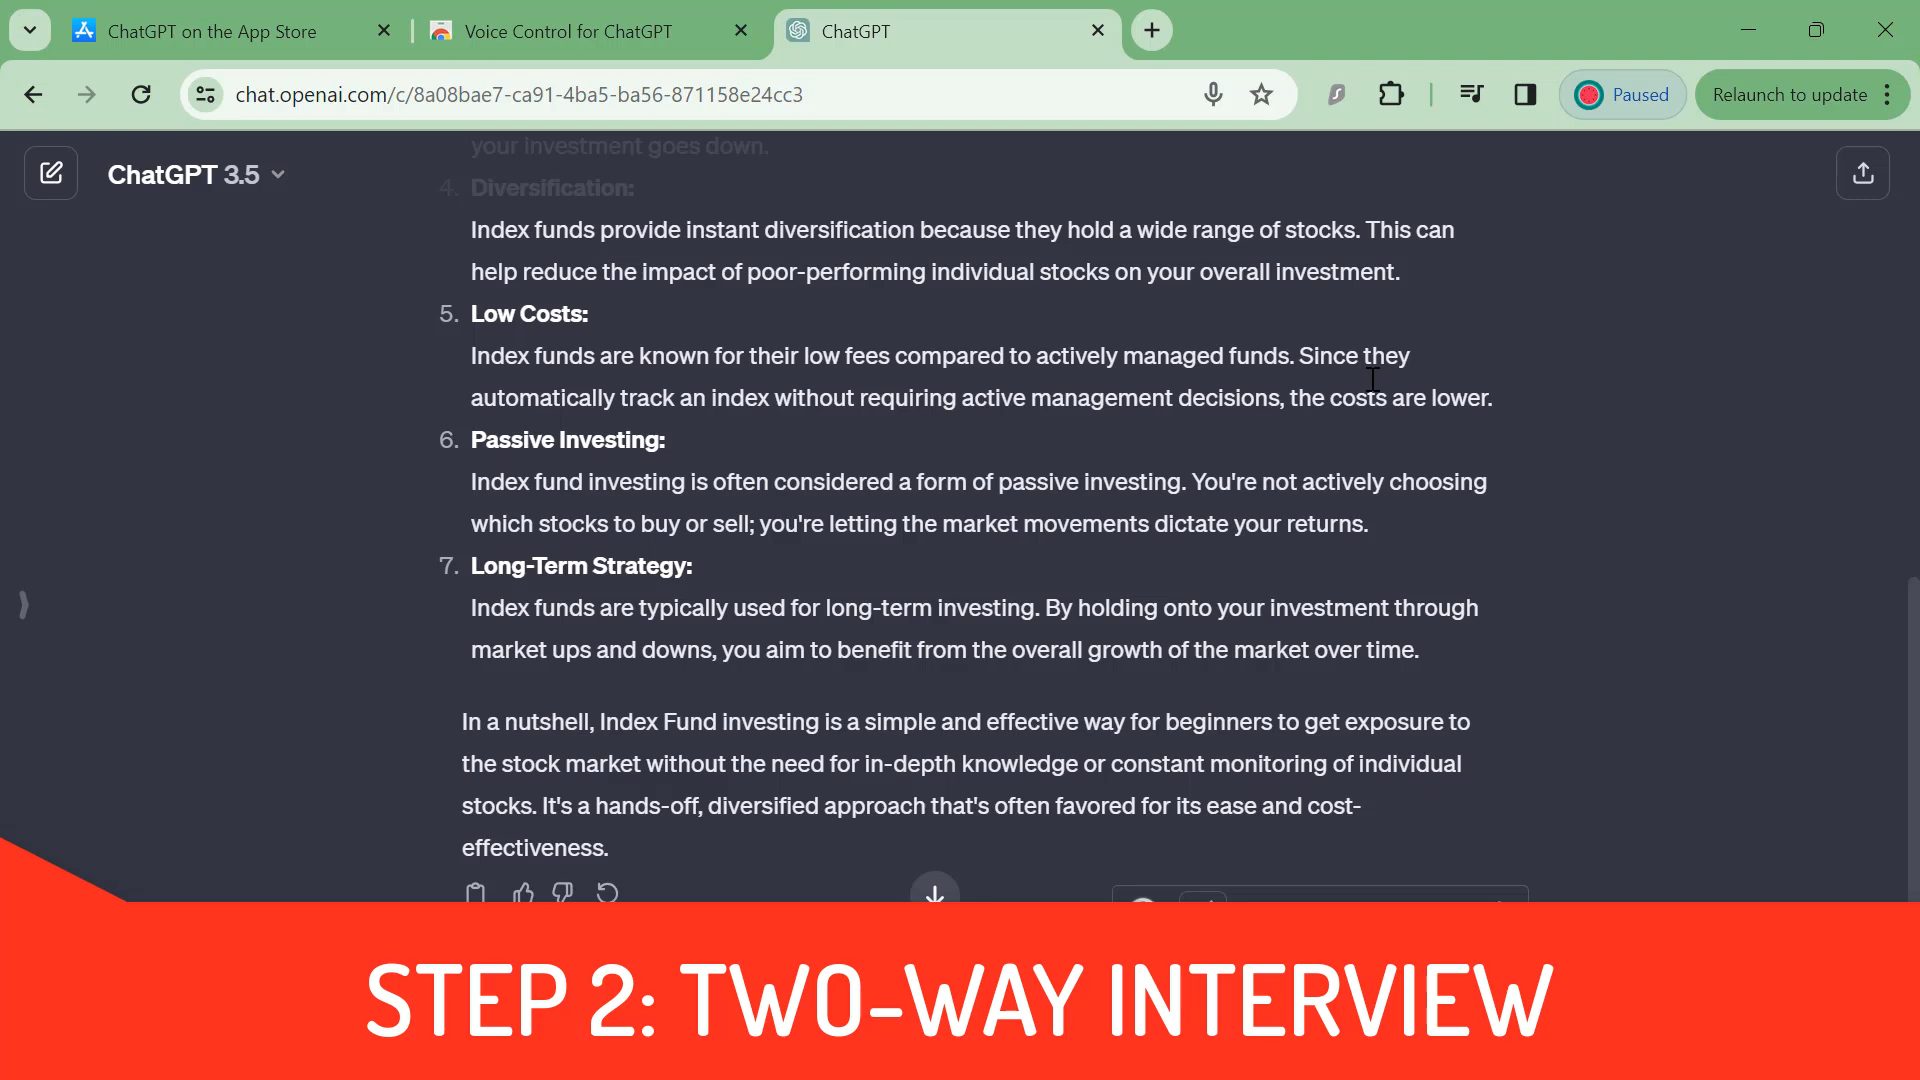 ChatGPT on the App Store
Voice Control for ChatGPT
ChatGPT
chat.openai.com/c/8a08bae7-ca91-4ba5-ba56-871158e24cc3
Paused
Relaunch to update
ChatGPT 3.5
your investment goes down.
4. Diversification:
Index funds provide instant diversification because they hold a wide range of stocks. This can
help reduce the impact of poor-performing individual stocks on your overall investment.
5. Low Costs:
Index funds are known for their low fees compared to actively managed funds. Since they
automatically track an index without requiring active management decisions, the costs are lower.
6. Passive Investing:
Index fund investing is often considered a form of passive investing. You're not actively choosing
which stocks to buy or sell; you're letting the market movements dictate your returns.
7. Long-Term Strategy:
Index funds are typically used for long-term investing. By holding onto your investment through
market ups and downs, you aim to benefit from the overall growth of the market over time.
In a nutshell, Index Fund investing is a simple and effective way for beginners to get exposure to
the stock market without the need for in-depth knowledge or constant monitoring of individual
stocks. It's a hands-off, diversified approach that's often favored for its ease and cost-
effectiveness.
STEP 2: TWO-WAY INTERVIEW